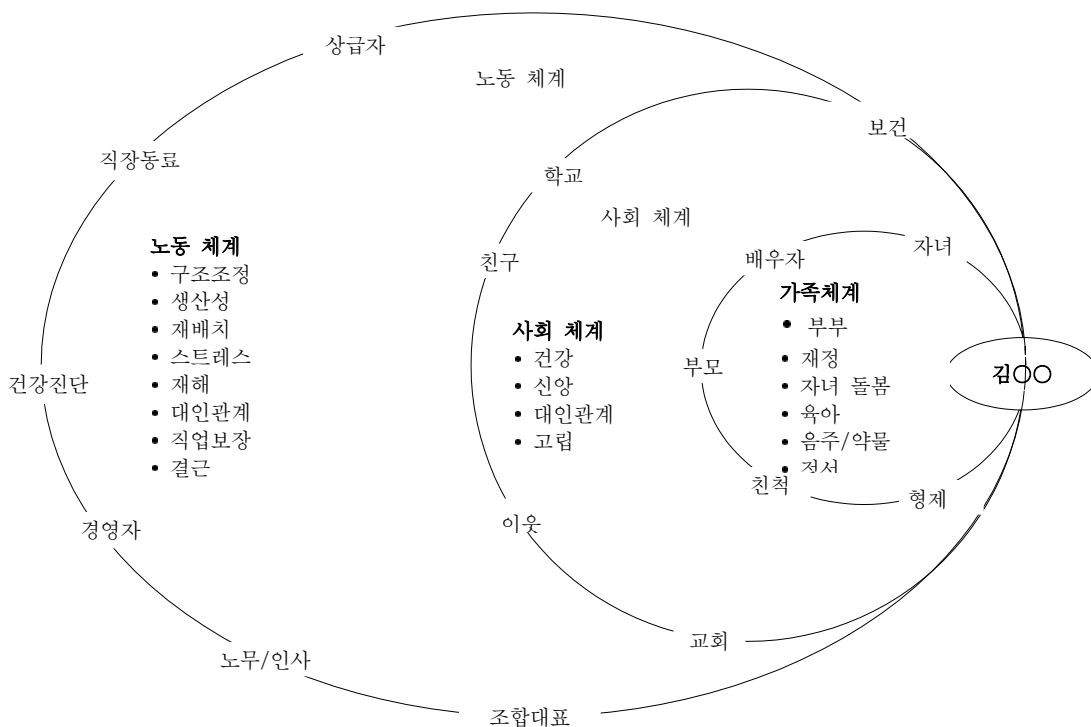 상급자
노동 체계
보건
직장동료
학교
사회 체계
노동 체계
• 구조조정
• 생산성
• 재배치
• 스트레스
• 재해
• 대인관계
• 직업보장
• 결근
친구
배우자
자녀
가족체계
• 부부
• 재정
• 자녀 돌봄
• 육아
• 음주/약물
• 정서
사회 체계
• 건강
• 신앙
• 대인관계
• 고립
부모
김○○
건강진단
친척
형제
경영자
이웃
교회
노무/인사
조합대표